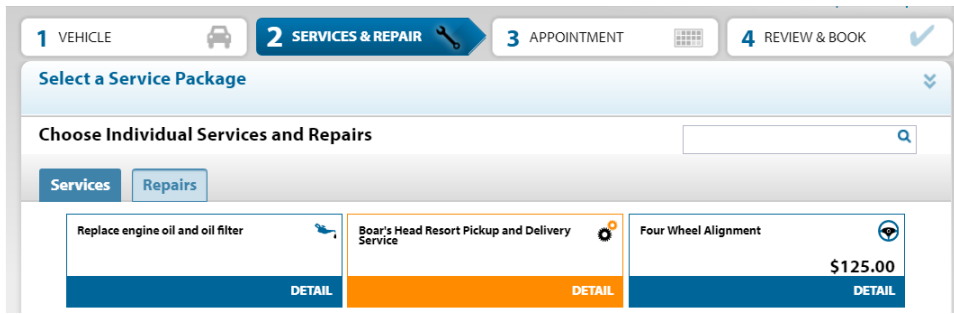 1 VEHICLE
2 SERVICES & REPAIR
3 APPOINTMENT
4 REVIEW & BOOK
Select a Service Package
Choose Individual Services and Repairs
Services
Repairs
Replace engine oil and oil filter
DETAIL
Boar's Head Resort Pickup and Delivery
Service
DETAIL
Four Wheel Alignment
$125.00
DETAIL